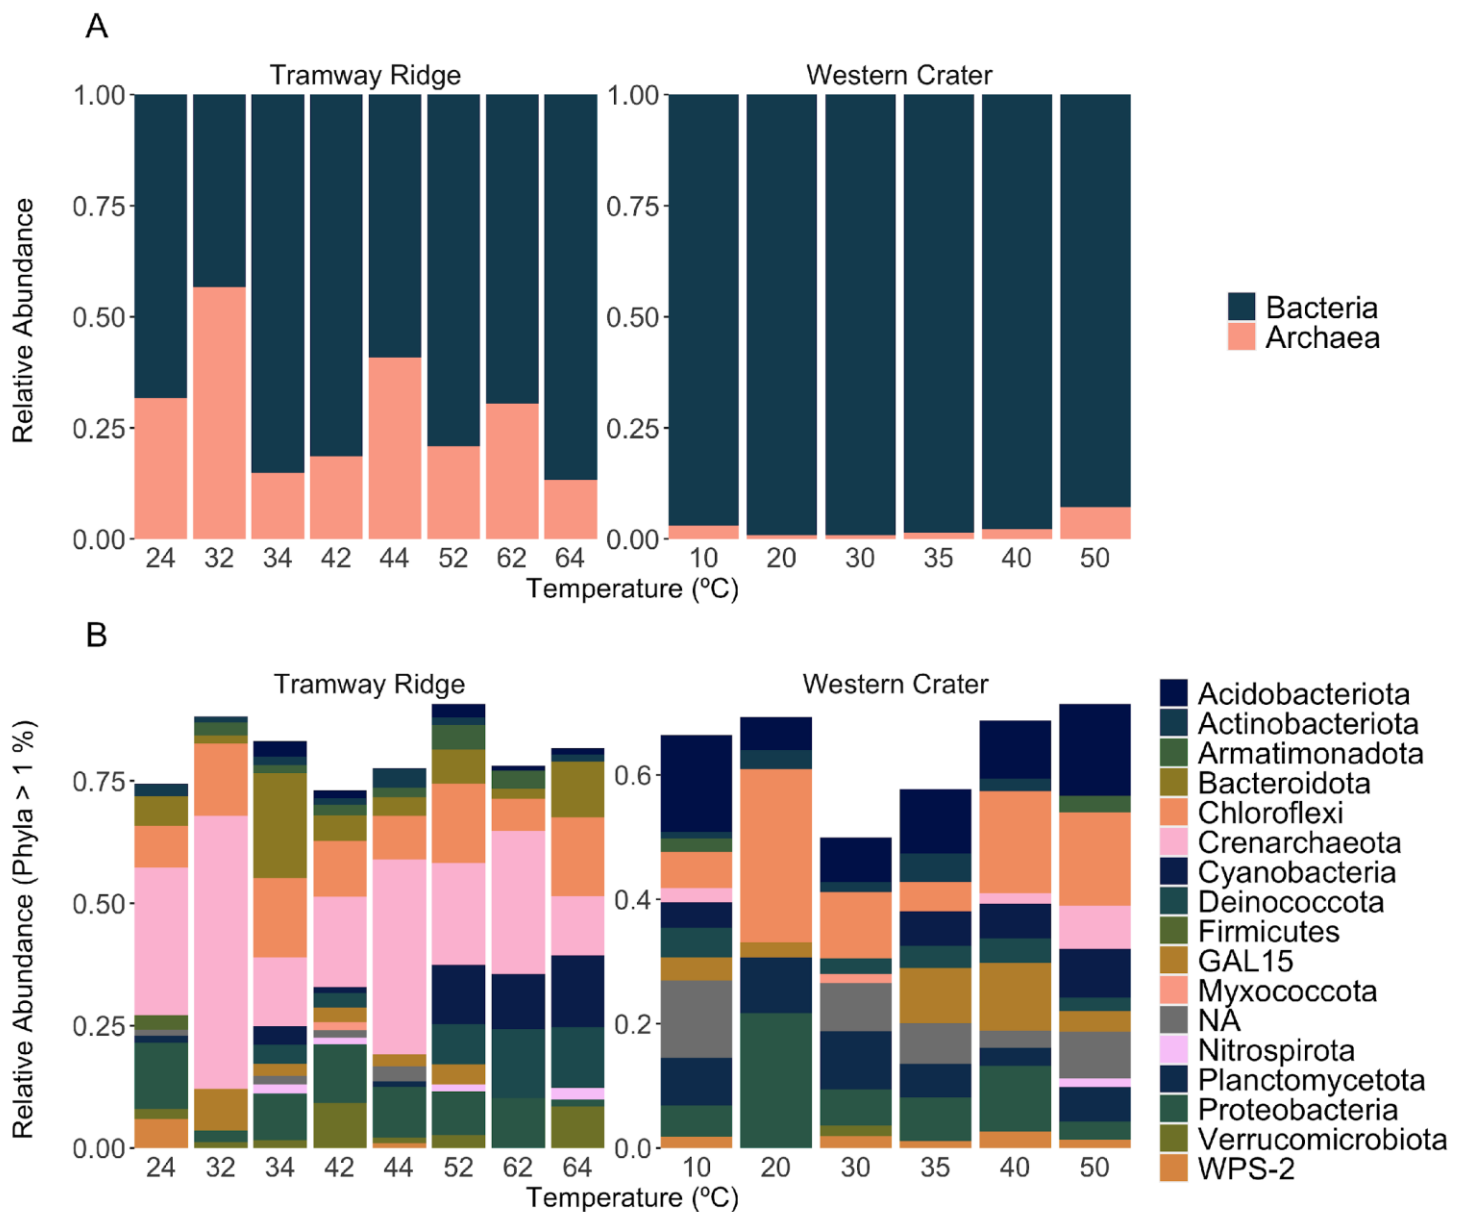 A
Tramway Ridge
Western Crater
Relative Abundance
1.00
0.75
0.50
0.25
0.00
1.00
0.75
0.50
0.25
0.00
24 32 34 42 44 52 62 64
10 20 30 35 40 50
Temperature (ºC)
Bacteria
Archaea
B
Tramway Ridge
Western Crater
Relative Abundance (Phyla > 1 %)
0.75
0.50
0.25
0.00
0.6
0.4
0.2
0.0
24 32 34 42 44 52 62 64
10 20 30 35 40 50
Temperature (ºC)
Acidobacteriota
Actinobacteriota
Armatimonadota
Bacteroidota
Chloroflexi
Crenarchaeota
Cyanobacteria
Deinococcota
Firmicutes
GAL15
Myxococcota
NA
Nitrospirota
Planctomycetota
Proteobacteria
Verrucomicrobiota
WPS-2